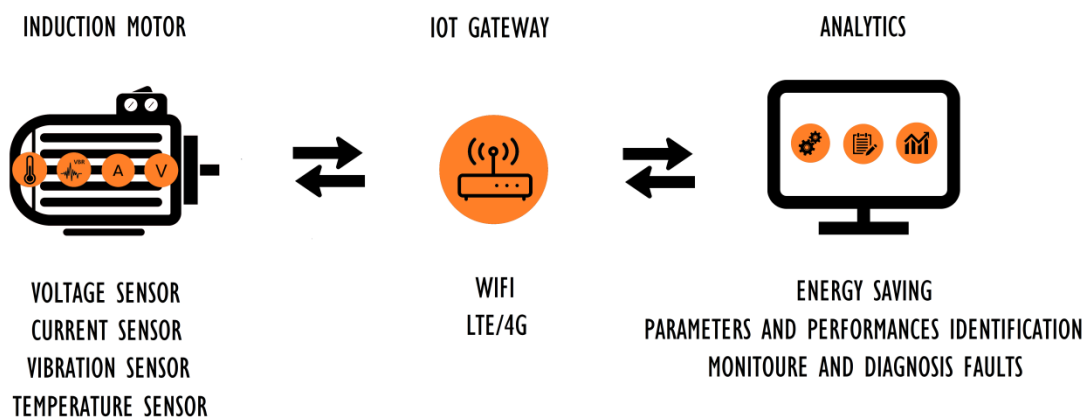 INDUCTION MOTOR
IOT GATEWAY
ANALYTICS
VIBR
A
V
VOLTAGE SENSOR
CURRENT SENSOR
VIBRATION SENSOR
TEMPERATURE SENSOR
WIFI
LTE/4G
ENERGY SAVING
PARAMETERS AND PERFORMANCES IDENTIFICATION
MONITOURE AND DIAGNOSIS FAULTS